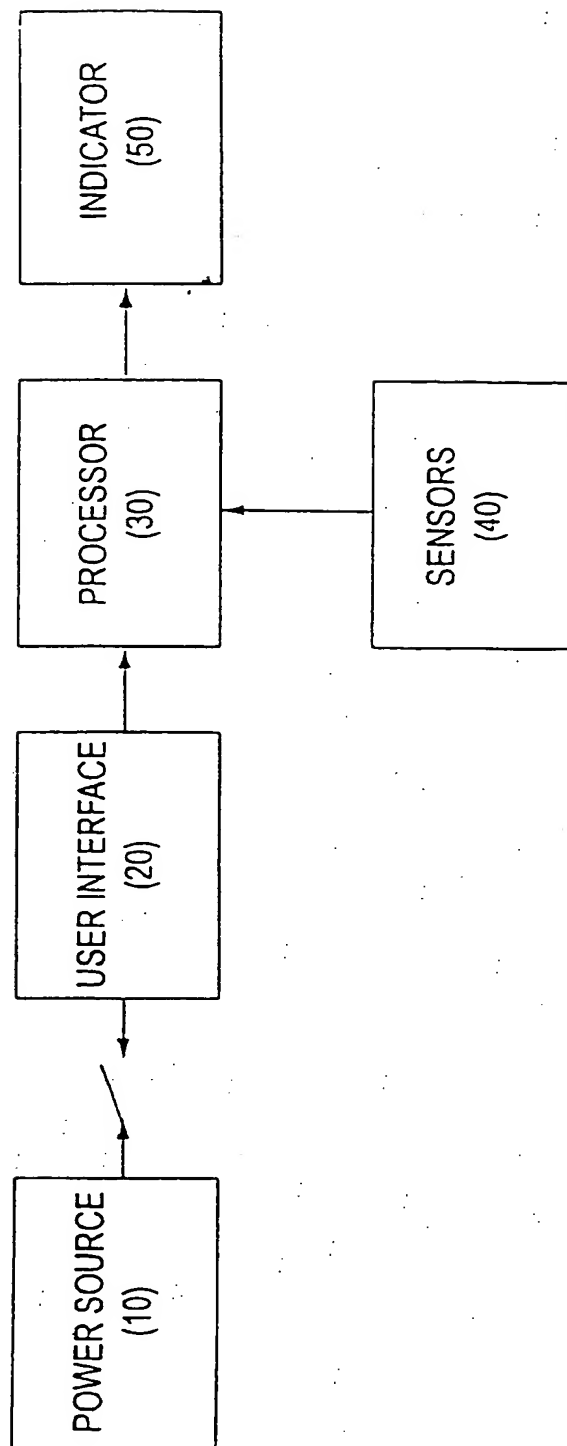 POWER SOURCE
(10)
USER INTERFACE
(20)
PROCESSOR
(30)
INDICATOR
(50)
SENSORS
(40)